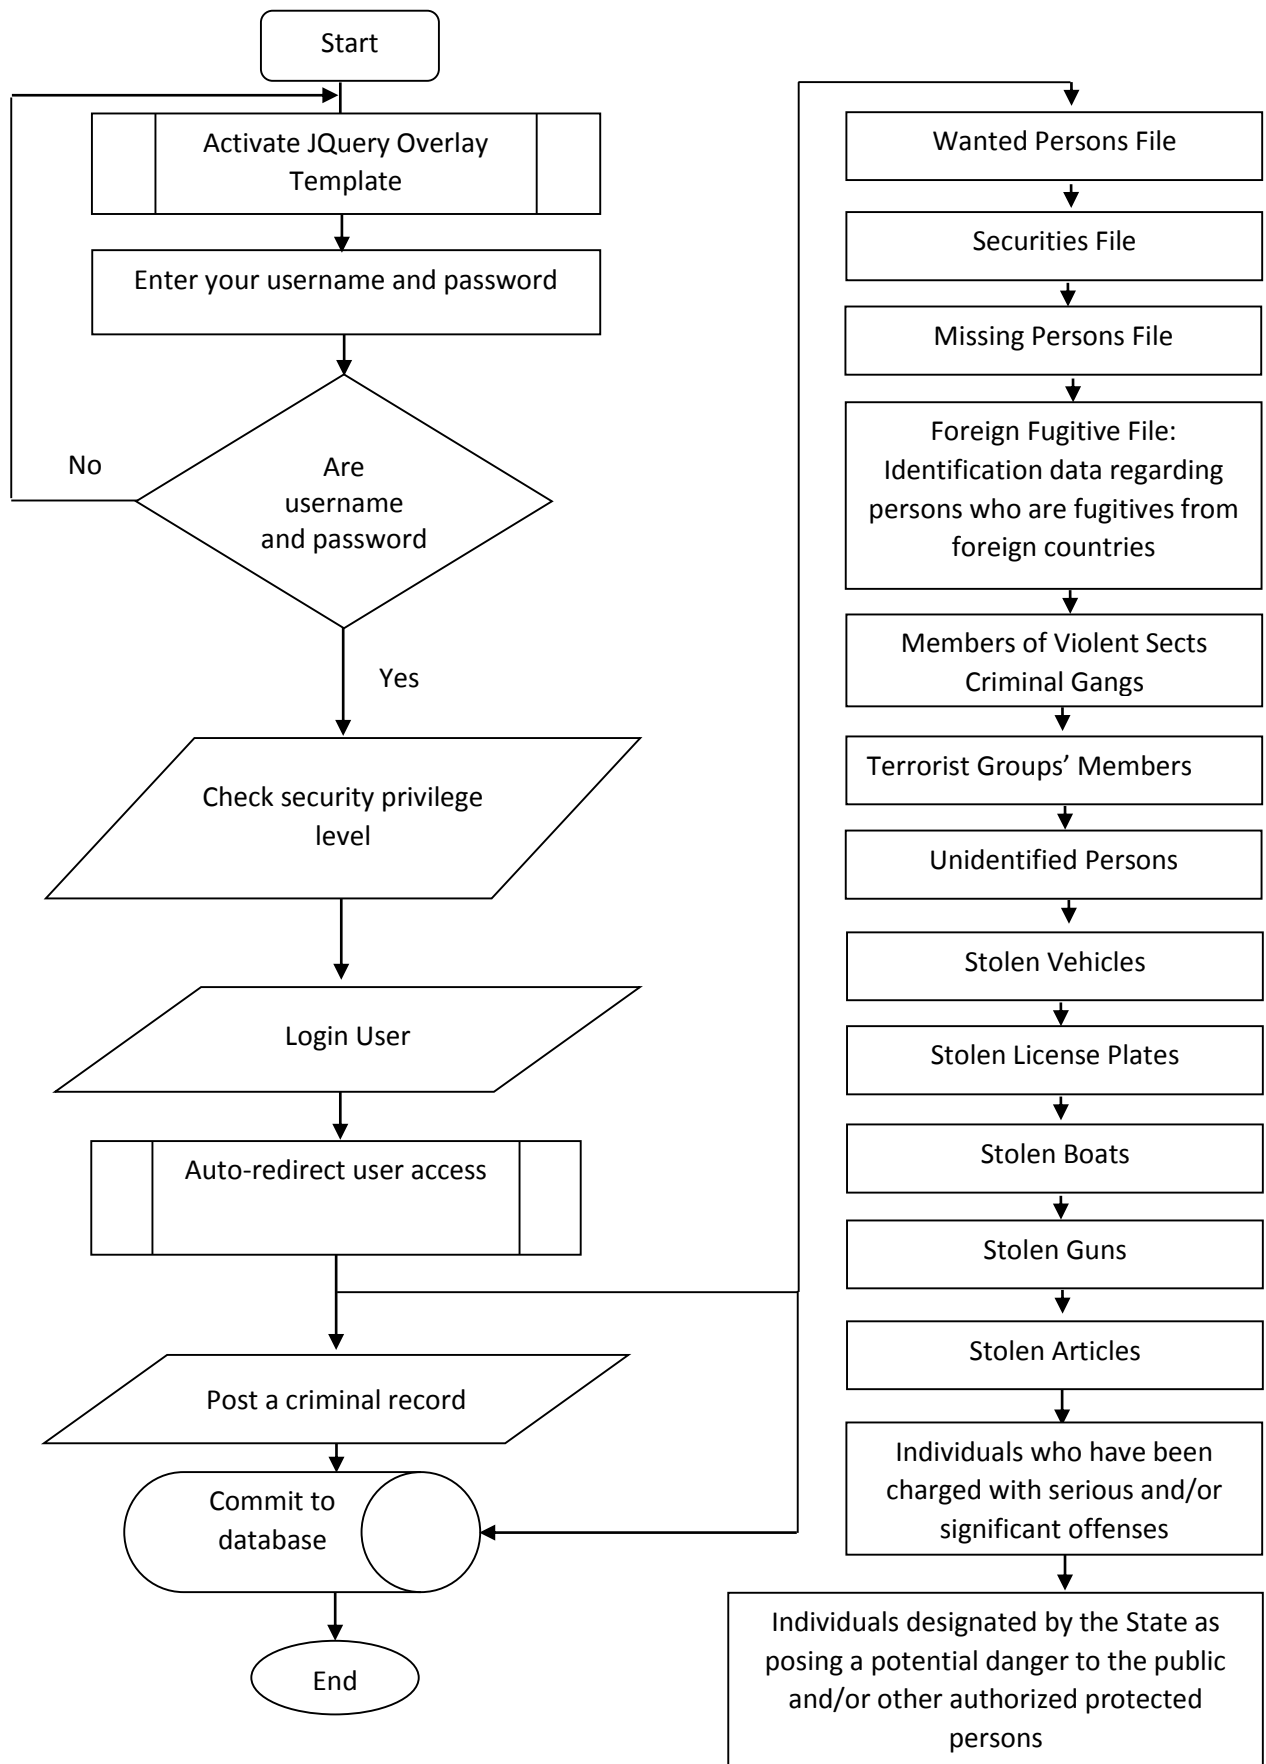 Start
Activate JQuery Overlay
Template
Enter your username and password
No
Are
username
and password
Yes
Check security privilege
level
Login User
Auto-redirect user access
Post a criminal record
Commit to
database
End
Wanted Persons File
Securities File
Missing Persons File
Foreign Fugitive File:
Identification data regarding
persons who are fugitives from
foreign countries
Members of Violent Sects
Criminal Gangs
Terrorist Groups’ Members
Unidentified Persons
Stolen Vehicles
Stolen License Plates
Stolen Boats
Stolen Guns
Stolen Articles
Individuals who have been
charged with serious and/or
significant offenses
Individuals designated by the State as
posing a potential danger to the public
and/or other authorized protected
persons